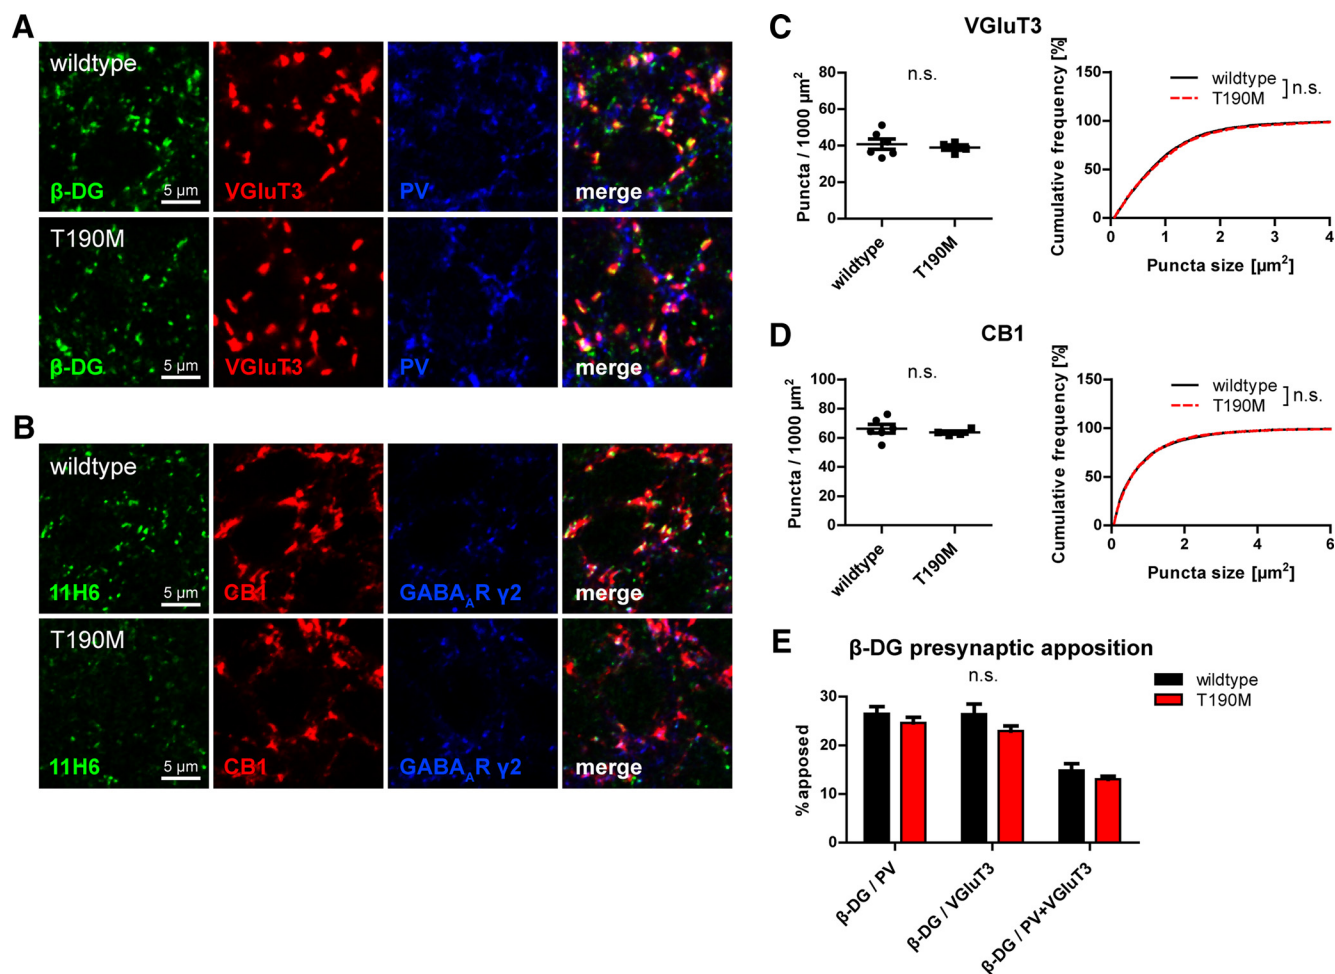 A
wildtype
β-DG 5 µm VGluT3 PV merge
T190M
β-DG 5 µm VGluT3 PV merge
B
wildtype
11H6 5 µm CB1 GABAAR γ2 merge
T190M
11H6 5 µm CB1 GABAAR γ2 merge
C VGluT3
Puncta / 1000 µm²
80
60
40
20
0
n.s.
wildtype
T190M
Cumulative frequency [%]
150
100
50
0
wildtype
T190M
n.s.
0 1 2 3 4
Puncta size [µm²]
D CB1
Puncta / 1000 µm²
100
80
60
40
20
0
n.s.
wildtype
T190M
Cumulative frequency [%]
150
100
50
0
wildtype
T190M
n.s.
0 2 4 6
Puncta size [µm²]
E β-DG presynaptic apposition
n.s.
wildtype
T190M
% apposed
30
20
10
0
β-DG / PV
β-DG / VGluT3
β-DG / PV+VGluT3